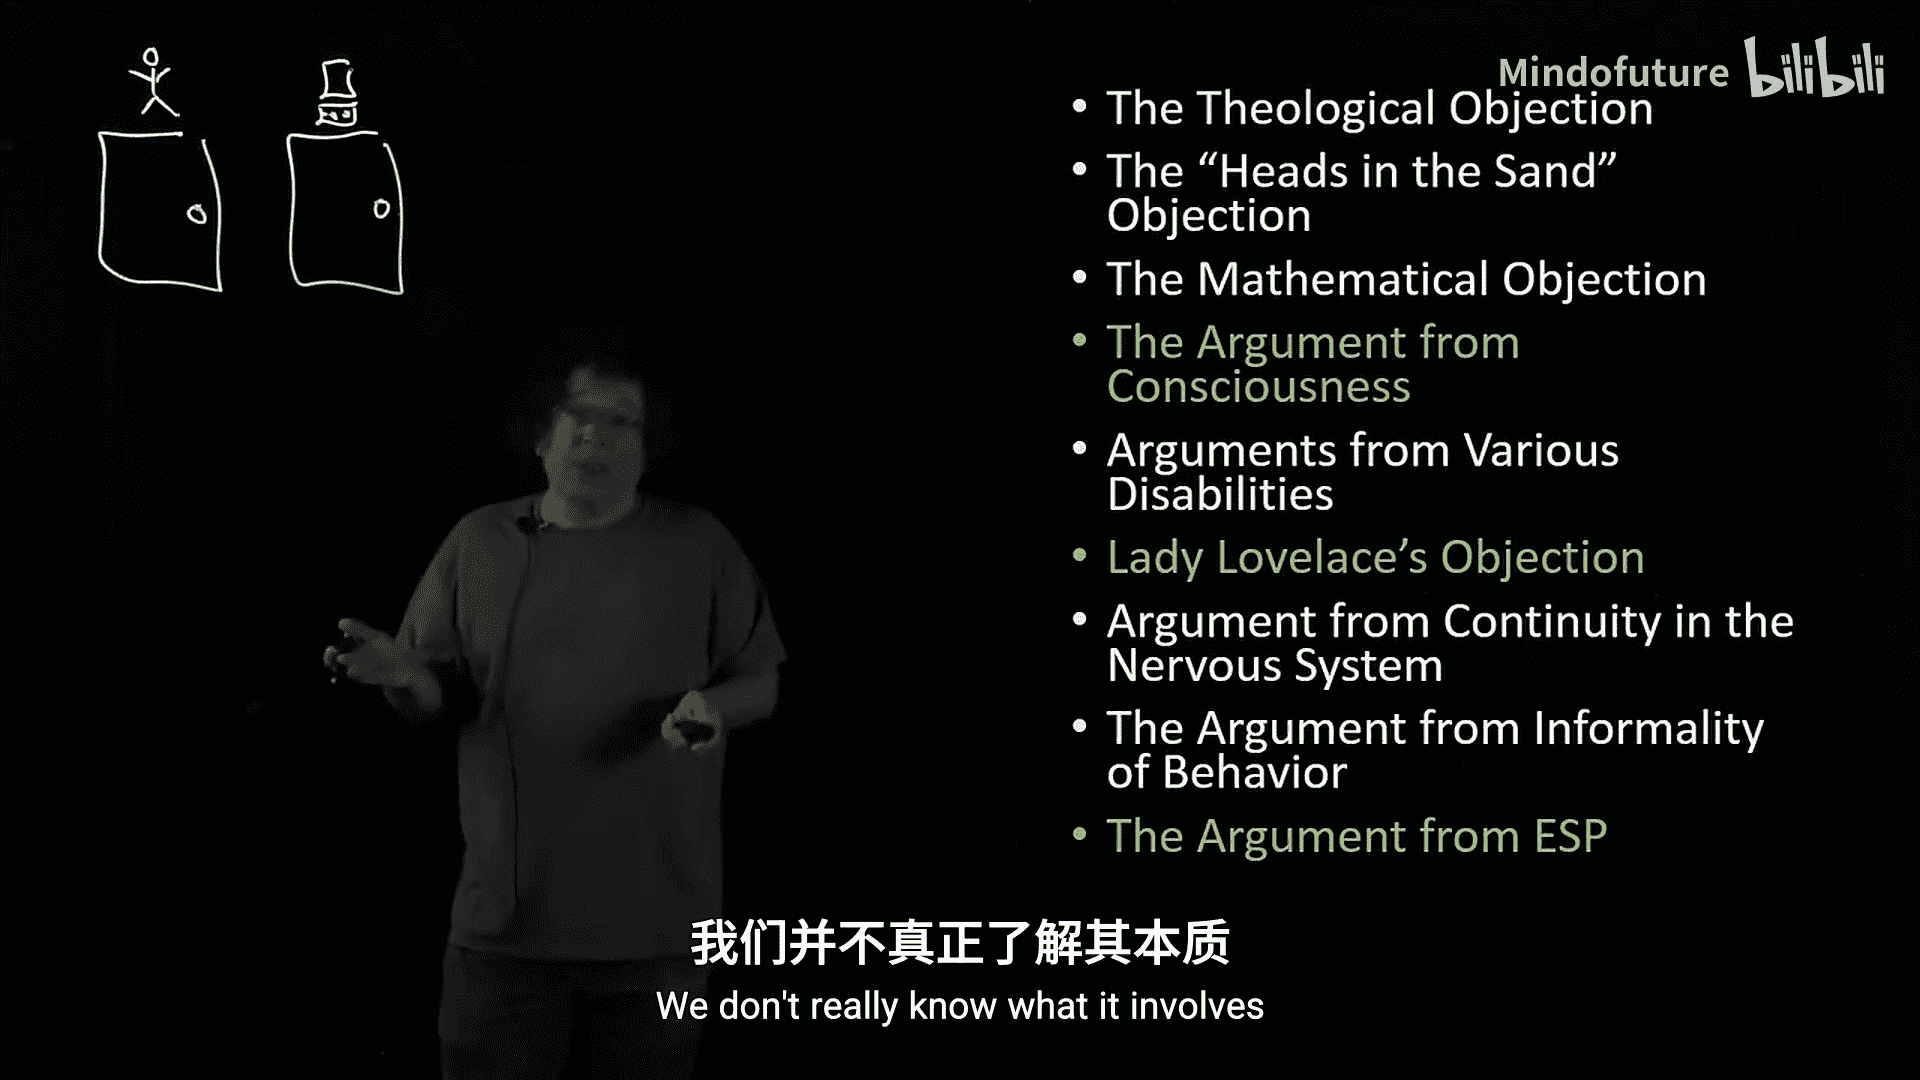 Mindofuture bilibili
• The Theological Objection
• The “Heads in the Sand”
Objection
• The Mathematical Objection
• The Argument from
Consciousness
• Arguments from Various
Disabilities
• Lady Lovelace’s Objection
• Argument from Continuity in the
Nervous System
• The Argument from Informality
of Behavior
• The Argument from ESP
我们并不真正了解其本质
We don't really know what it involves